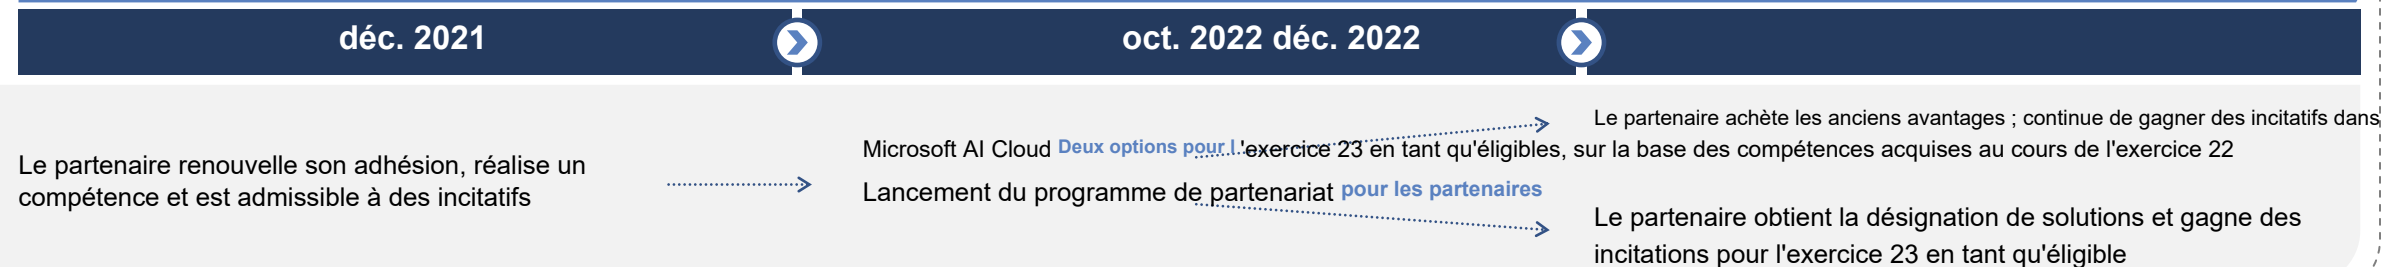 déc. 2021
oct. 2022 déc. 2022
Le partenaire renouvelle son adhésion, réalise un
compétence et est admissible à des incitatifs
Le partenaire achète les anciens avantages ; continue de gagner des incitatifs dans
Microsoft AI Cloud Deux options pour l'exercice 23 en tant qu'éligibles, sur la base des compétences acquises au cours de l'exercice 22
Lancement du programme de partenariat pour les partenaires
Le partenaire obtient la désignation de solutions et gagne des
incitations pour l'exercice 23 en tant qu'éligible